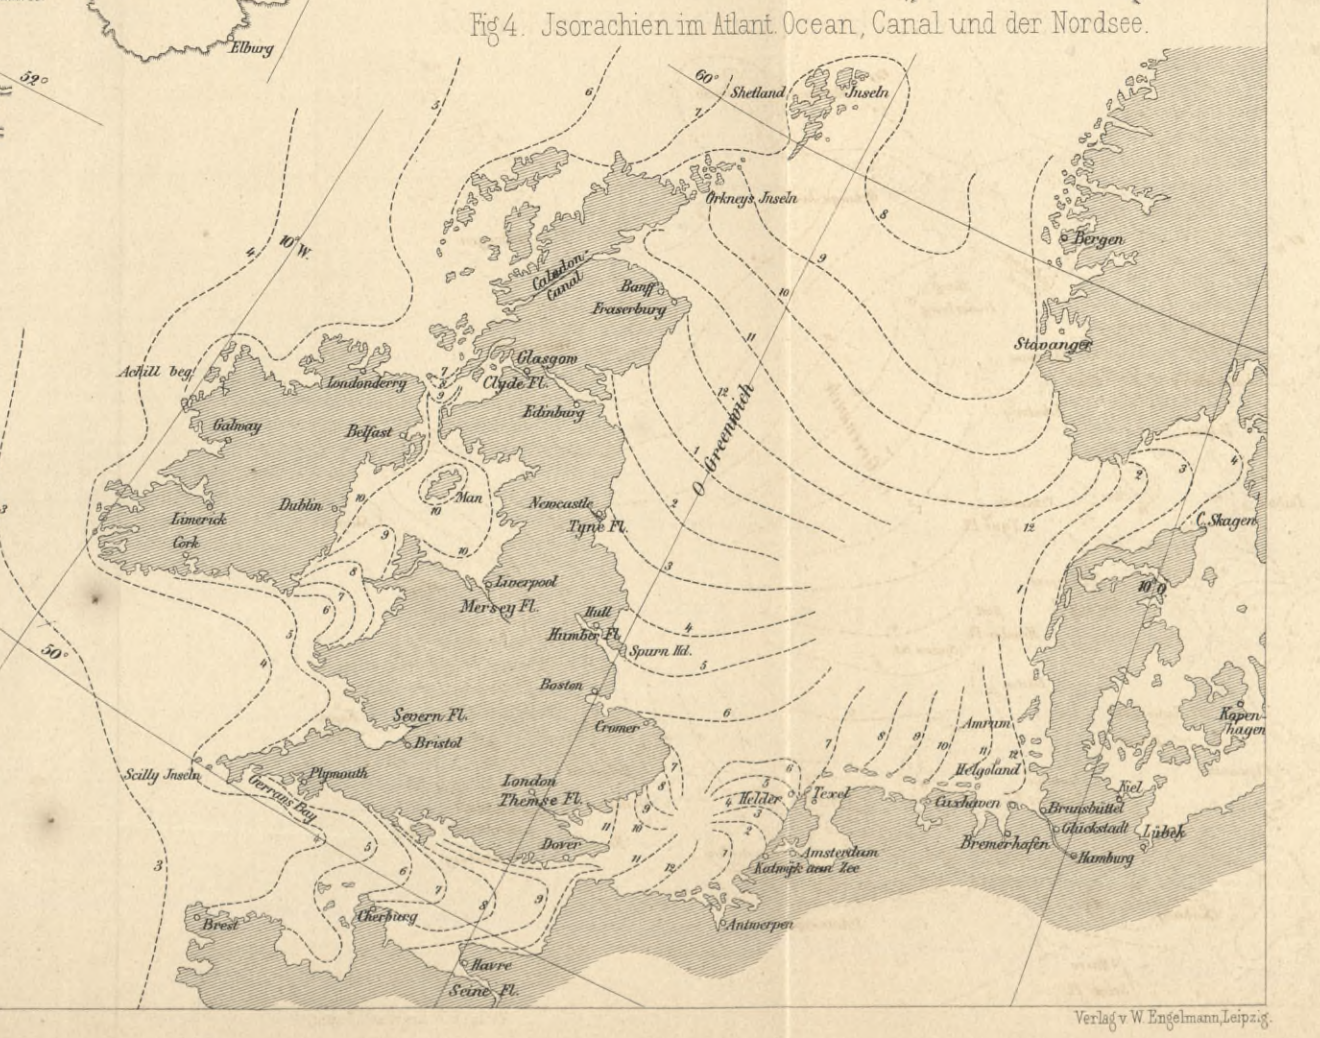 Fig 4. Jsorachien im Atlant. Ocean, Canal und der Nordsee.
Elburg
52°
60°
Shetland Jnseln
Orkneys Jnseln
10° W.
Caledon. Canal
Banff
Fraserburg
Bergen
Stavanger
Achill beg.
Londonderry
Glasgow
Clyde Fl.
Edinburg
Galway
Belfast
0 Greenwich
Man
Dublin
Newcastle
Tyne Fl.
Limerick
Cork
C. Skagen
Liverpool
Mersey Fl.
Hull
Humber Fl.
Spurn Hd.
10° O
50°
Boston
Cromer
Severn Fl.
Bristol
Amrum
Kopen-
hagen
Helgoland
Scilly Jnseln
Plymouth
Gerrans Bay
London
Themse Fl.
Helder
Texel
Cuxhaven
Kiel
Brunsbüttel
Glückstadt
Lübek
Dover
Bremerhafen
Amsterdam
Hamburg
Katwijk aan Zee
Brest
Cherburg
Antwerpen
Havre
Seine Fl.
Verlag v. W. Engelmann, Leipzig.